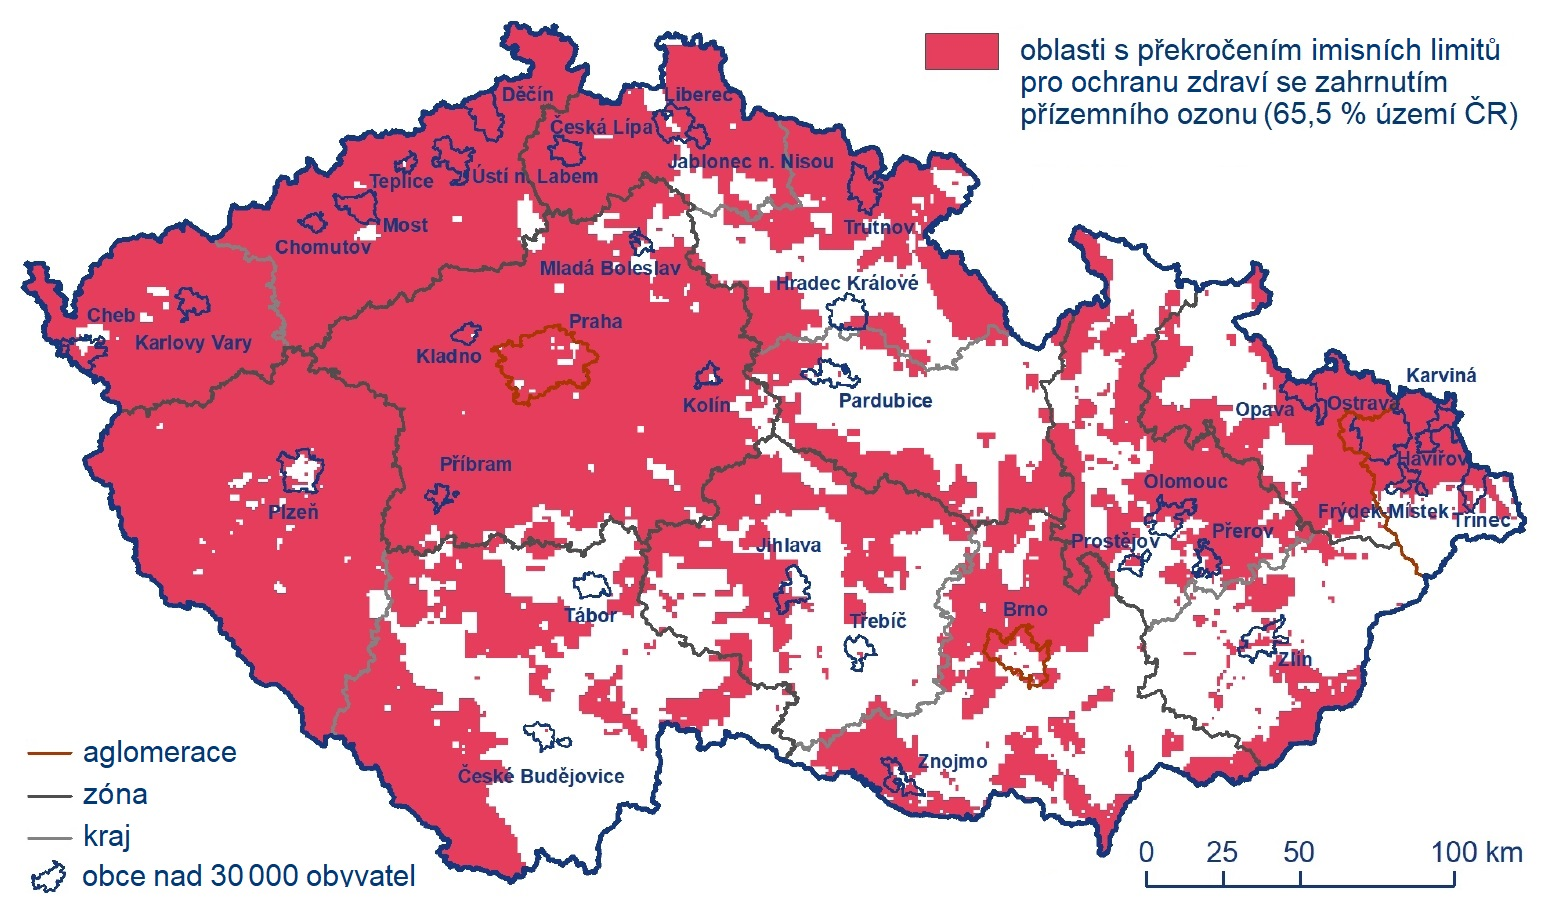 oblasti s překročením imisních limitů
pro ochranu zdraví se zahrnutím
přízemního ozonu (65,5 % území ČR)
Děčín
Liberec
Česká Lípa
Jablonec n. Nisou
Teplice
Ústí n. Labem
Most
Trutnov
Chomutov
Mladá Boleslav
Hradec Králové
Cheb
Karlovy Vary
Praha
Kladno
Kolín
Pardubice
Karviná
Opava
Ostrava
Havířov
Příbram
Plzeň
Olomouc
Frýdek-Místek
Třinec
Přerov
Prostějov
Jihlava
Tábor
Třebíč
Brno
Zlín
Znojmo
České Budějovice
aglomerace
zóna
kraj
obce nad 30 000 obyvatel
0 25 50 100 km